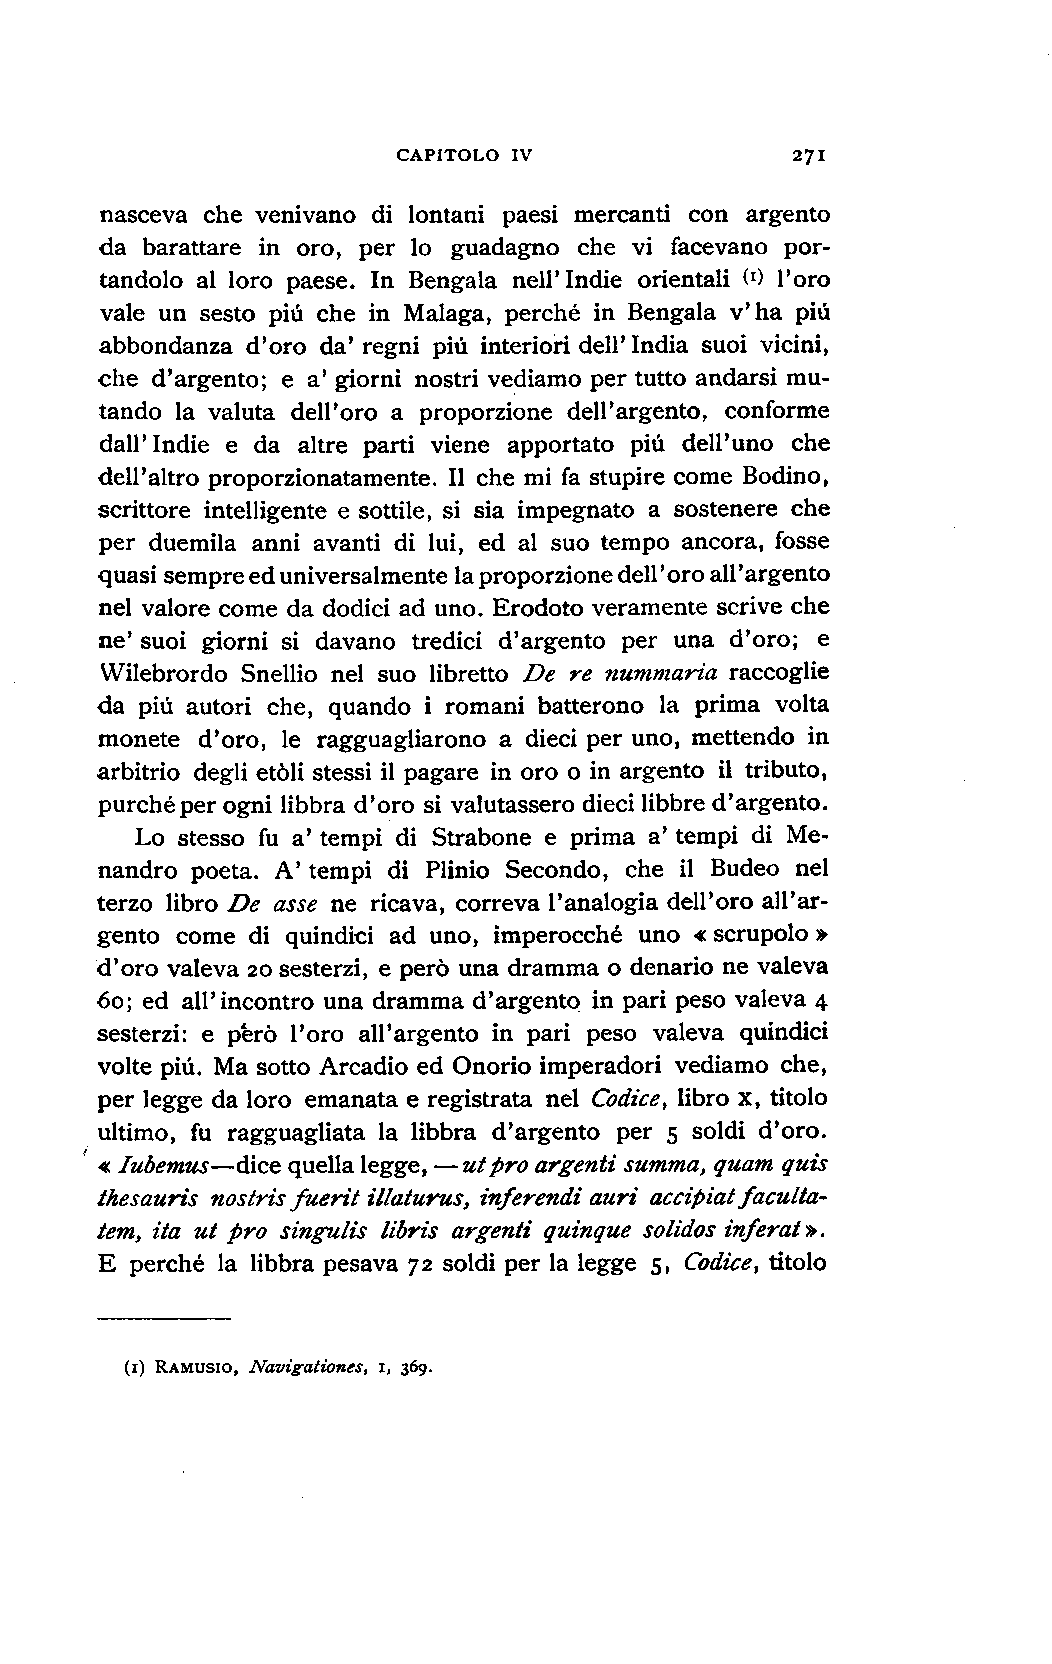 CAPITOLO IV 271
nasceva che venivano di lontani paesi mercanti con argento
da barattare in oro, per lo guadagno che vi facevano por-
tandolo al loro paese. In Bengala nell' Indie orientali (1) l'oro
vale un sesto piú che in Malaga, perché in Bengala v' ha piú
abbondanza d'oro da' regni piú interiori dell' India suoi vicini,
che d'argento; e a' giorni nostri vediamo per tutto andarsi mu-
tando la valuta dell'oro a proporzione dell'argento, conforme
dall' Indie e da altre parti viene apportato piú dell'uno che
dell'altro proporzionatamente. Il che mi fa stupire come Bodino,
scrittore intelligente e sottile, si sia impegnato a sostenere che
per duemila anni avanti di lui, ed al suo tempo ancora, fosse
quasi sempre ed universalmente la proporzione dell'oro all'argento
nel valore come da dodici ad uno. Erodoto veramente scrive che
ne' suoi giorni si davano tredici d'argento per una d'oro; e
Wilebrordo Snellio nel suo libretto De re nummaria raccoglie
da piú autori che, quando i romani batterono la prima volta
monete d'oro, le ragguagliarono a dieci per uno, mettendo in
arbitrio degli etòli stessi il pagare in oro o in argento il tributo,
purché per ogni libbra d'oro si valutassero dieci libbre d'argento.
Lo stesso fu a' tempi di Strabone e prima a' tempi di Me-
nandro poeta. A' tempi di Plinio Secondo, che il Budeo nel
terzo libro De asse ne ricava, correva l'analogia dell'oro all'ar-
gento come di quindici ad uno, imperocché uno « scrupolo »
d'oro valeva 20 sesterzi, e però una dramma o denario ne valeva
60; ed all' incontro una dramma d'argento in pari peso valeva 4
sesterzi: e però l'oro all'argento in pari peso valeva quindici
volte piú. Ma sotto Arcadio ed Onorio imperadori vediamo che,
per legge da loro emanata e registrata nel Codice, libro X, titolo
ultimo, fu ragguagliata la libbra d'argento per 5 soldi d'oro.
« Iubemus—dice quella legge, — ut pro argenti summa, quam quis
thesauris nostris fuerit illaturus, inferendi auri accipiat faculta-
tem, ita ut pro singulis libris argenti quinque solidos inferat ».
E perché la libbra pesava 72 soldi per la legge 5, Codice, titolo
(1) RAMUSIO, Navigationes, I, 369.